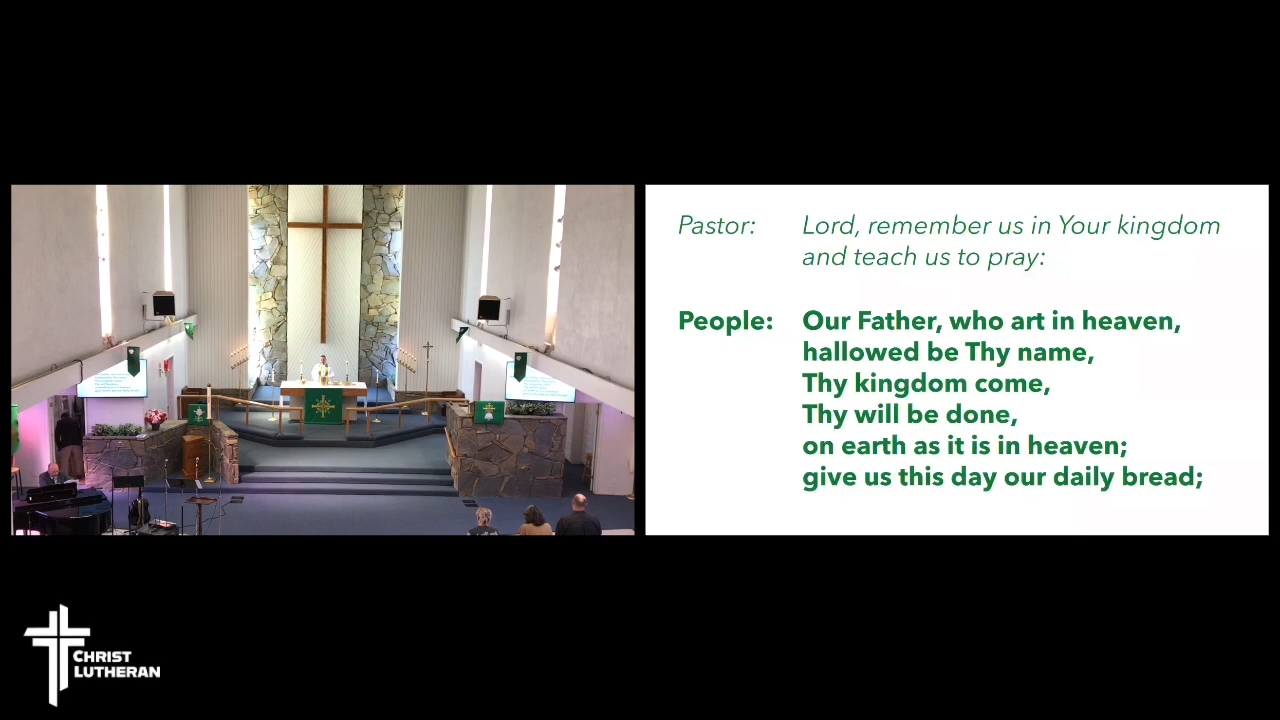 Pastor: Lord, remember us in Your kingdom
and teach us to pray:
People: Our Father, who art in heaven,
hallowed be Thy name,
Thy kingdom come,
Thy will be done,
on earth as it is in heaven;
give us this day our daily bread;
CHRIST
LUTHERAN